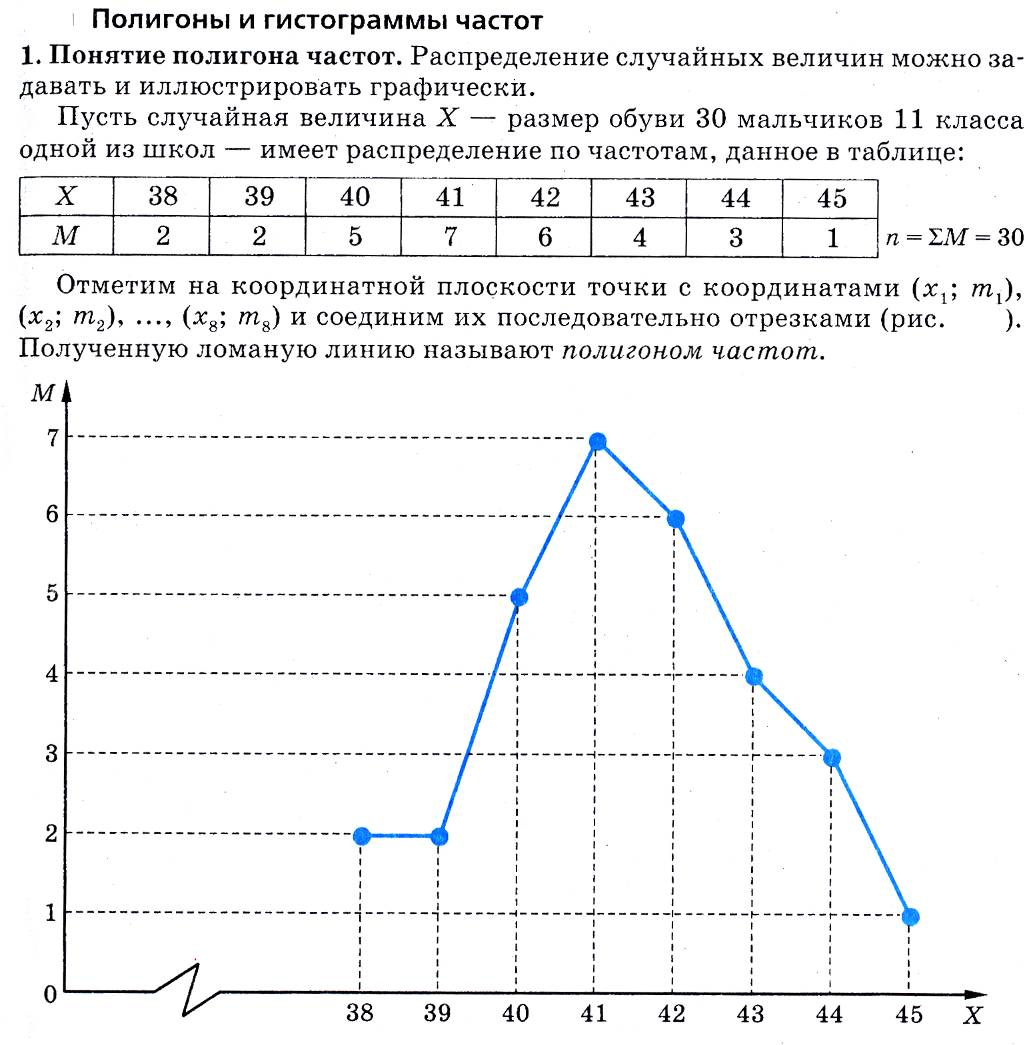 Полигоны и гистограммы частот
1. Понятие полигона частот. Распределение случайных величин можно за-
давать и иллюстрировать графически.
Пусть случайная величина X — размер обуви 30 мальчиков 11 класса
одной из школ — имеет распределение по частотам, данное в таблице:
X 38 39 40 41 42 43 44 45
M 2 2 5 7 6 4 3 1 n = ΣM = 30
Отметим на координатной плоскости точки с координатами (x₁; m₁),
(x₂; m₂), ..., (x₈; m₈) и соединим их последовательно отрезками (рис. ).
Полученную ломаную линию называют полигоном частот.
M
7
6
5
4
3
2
1
0
38 39 40 41 42 43 44 45 X